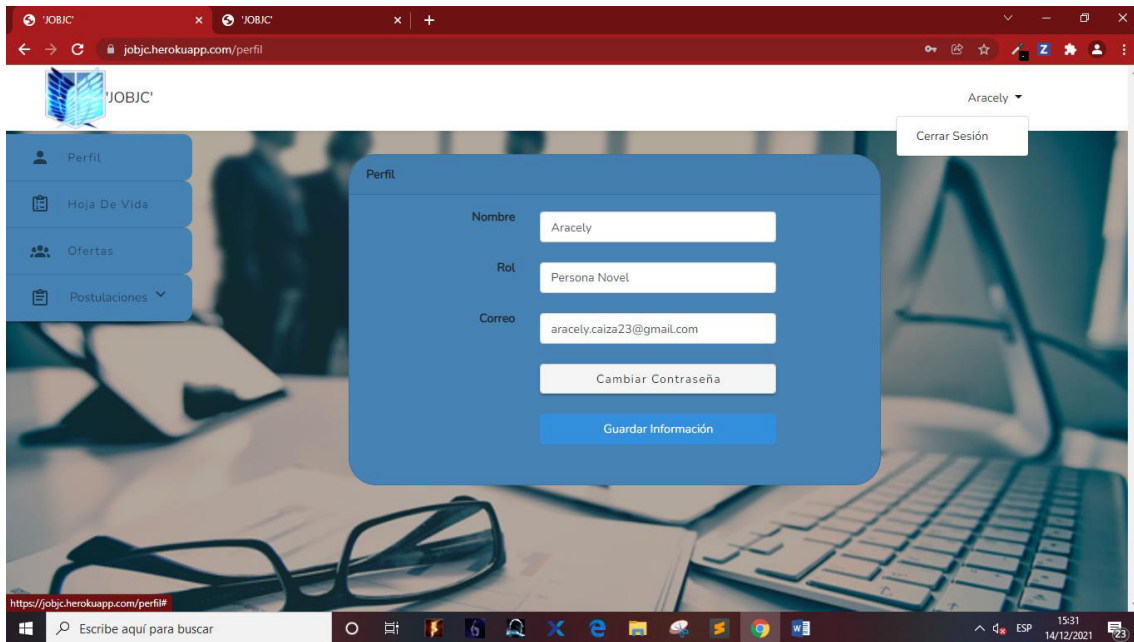 'JOBJC'
'JOBJC'
jobjc.herokuapp.com/perfil
Z
'JOBJC'
Aracely
Cerrar Sesión
Perfil
Hoja De Vida
Ofertas
Postulaciones
Perfil
Nombre
Aracely
Rol
Persona Novel
Correo
aracely.caiza23@gmail.com
Cambiar Contraseña
Guardar Información
https://jobjc.herokuapp.com/perfil#
Escribe aquí para buscar
ESP
15:31
14/12/2021
23